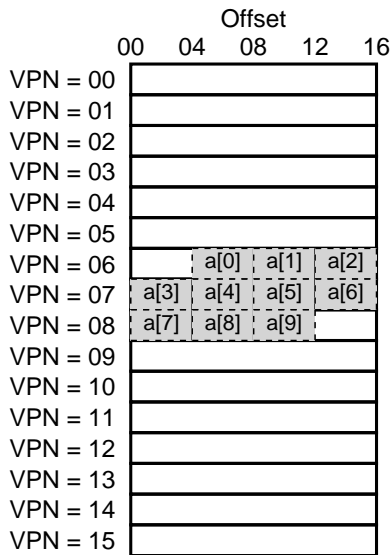 Offset
00 04 08 12 16
VPN = 00
VPN = 01
VPN = 02
VPN = 03
VPN = 04
VPN = 05
VPN = 06 a[0] a[1] a[2]
VPN = 07 a[3] a[4] a[5] a[6]
VPN = 08 a[7] a[8] a[9]
VPN = 09
VPN = 10
VPN = 11
VPN = 12
VPN = 13
VPN = 14
VPN = 15